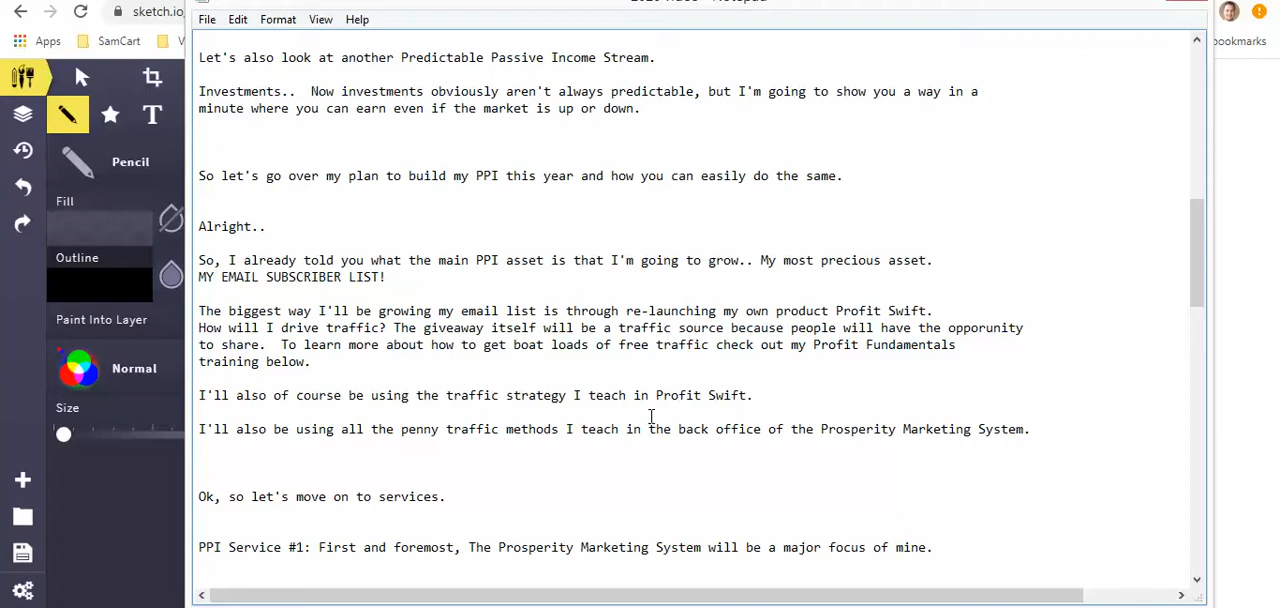 sketch.io
File Edit Format View Help
Apps SamCart
bookmarks
Let's also look at another Predictable Passive Income Stream.
Investments.. Now investments obviously aren't always predictable, but I'm going to show you a way in a
minute where you can earn even if the market is up or down.
So let's go over my plan to build my PPI this year and how you can easily do the same.
Alright..
So, I already told you what the main PPI asset is that I'm going to grow.. My most precious asset.
MY EMAIL SUBSCRIBER LIST!
The biggest way I'll be growing my email list is through re-launching my own product Profit Swift.
How will I drive traffic? The giveaway itself will be a traffic source because people will have the opporunity
to share. To learn more about how to get boat loads of free traffic check out my Profit Fundamentals
training below.
I'll also of course be using the traffic strategy I teach in Profit Swift.
I'll also be using all the penny traffic methods I teach in the back office of the Prosperity Marketing System.
Ok, so let's move on to services.
PPI Service #1: First and foremost, The Prosperity Marketing System will be a major focus of mine.
T
Pencil
Fill
Outline
Paint Into Layer
Normal
Size